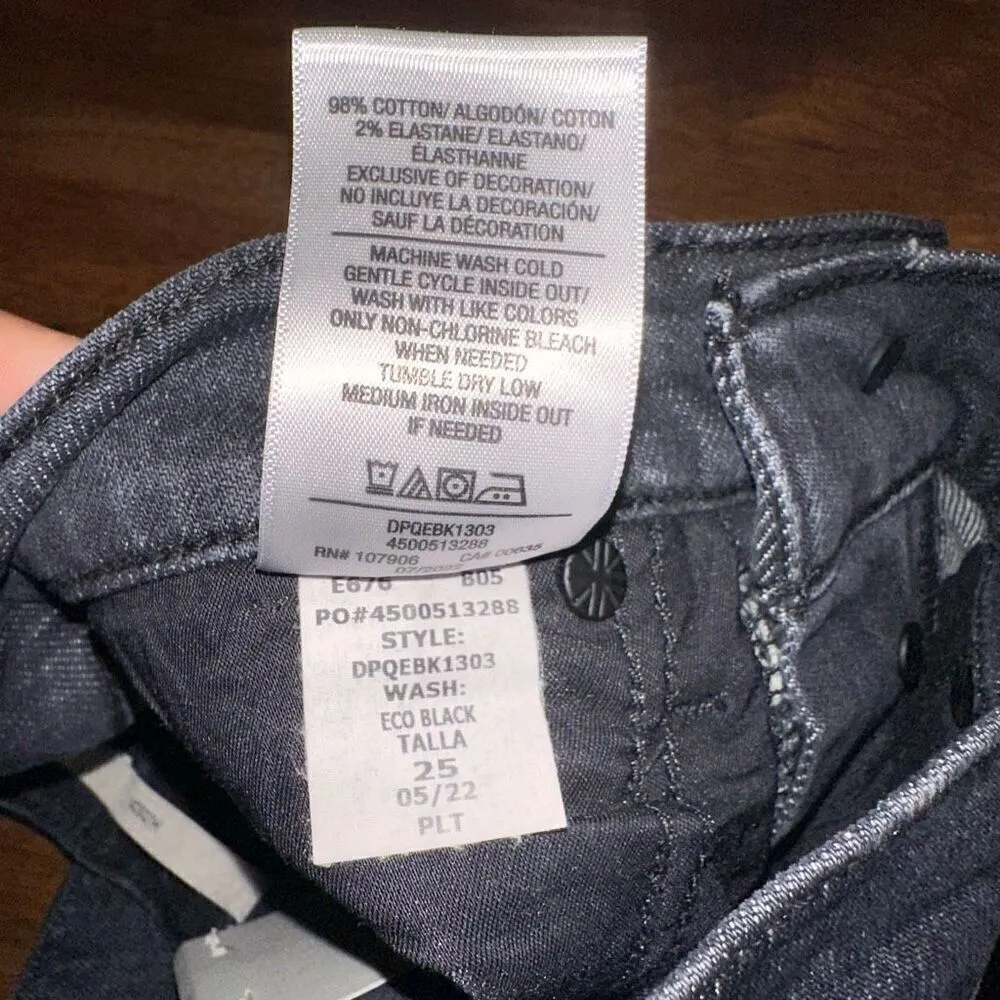 98% COTTON/ ALGODÓN/ COTON
2% ELASTANE/ ELASTANO/
ÉLASTHANNE
EXCLUSIVE OF DECORATION/
NO INCLUYE LA DECORACIÓN/
SAUF LA DÉCORATION
MACHINE WASH COLD
GENTLE CYCLE INSIDE OUT/
WASH WITH LIKE COLORS
ONLY NON-CHLORINE BLEACH
WHEN NEEDED
TUMBLE DRY LOW
MEDIUM IRON INSIDE OUT
IF NEEDED
DPQEBK1303
4500513288
RN# 107906 CA# 00635
E676 B05
PO#4500513288
STYLE:
DPQEBK1303
WASH:
ECO BLACK
TALLA
25
05/22
PLT